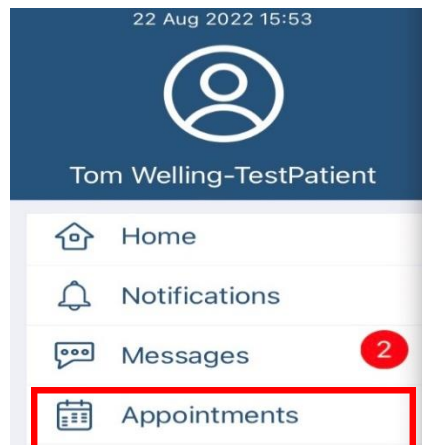 22 Aug 2022 15:53
Tom Welling-TestPatient
Home
Notifications
Messages 2
Appointments